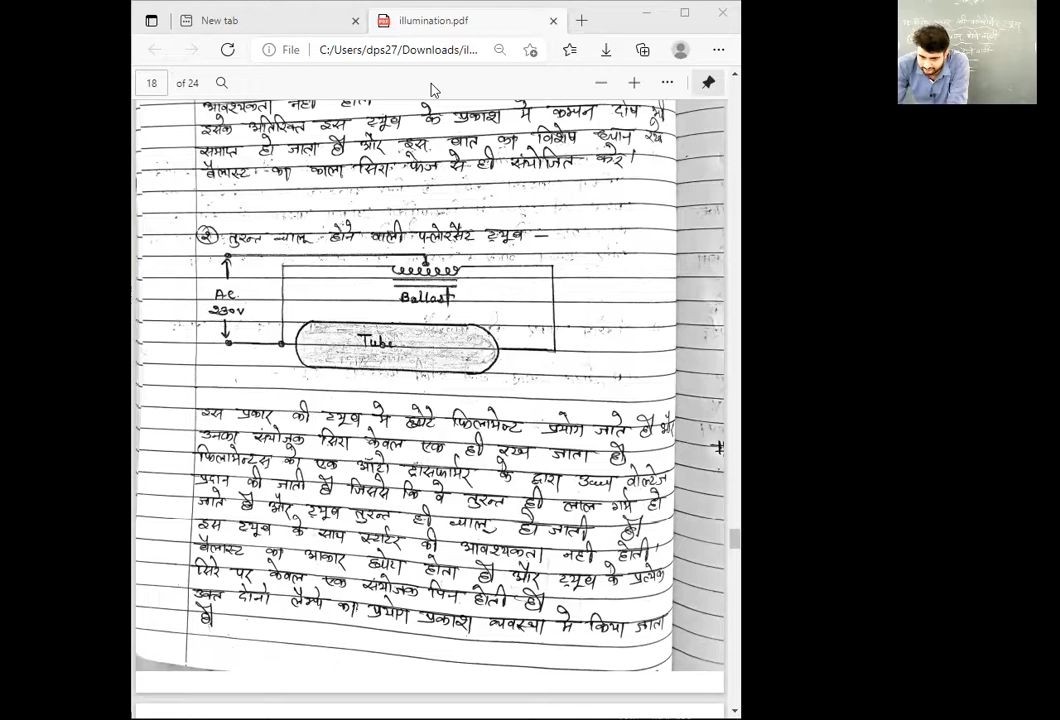 New tab
illumination.pdf
File
C:/Users/dps27/Downloads/il...
18
of 24
आवश्यकता नहीं होती
इसके अतिरिक्त इस ट्यूब के प्रकाश में कम्पन दोष भी
समाप्त हो जाता है और इस बात का विशेष ध्यान रखे
बैलास्ट का काला सिरा फेज से ही संयोजित करे।
② तुरन्त चालू होने वाली फ्लोरसैंट ट्यूब —
A.C.
230V
Ballast
Tube
इस प्रकार की ट्यूब मे छोटे फिलामेन्ट प्रयोग जाते है और
उनका संयोजक सिरा केवल एक ही रखा जाता है
फिलामेन्टस को एक ऑटो ट्रांसफार्मर के द्वारा उच्च वोल्टेज
प्रदान की जाती है जिससे कि वे तुरन्त ही लाल गर्म हो
जाते है और ट्यूब तुरन्त ही चालू हो जाती है।
इस ट्यूब के साथ स्टार्टर की आवश्यकता नही होती।
बैलास्ट का आकार छोटा होता है और ट्यूब के प्रत्येक
सिरे पर केवल एक संयोजक पिन होती है।
उक्त दोनो लैम्पो का प्रयोग प्रकाश व्यवस्था मे किया जाता
है